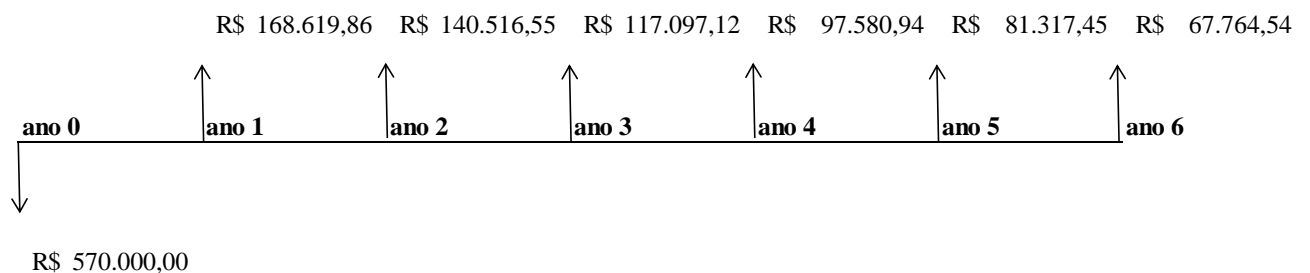 R$ 168.619,86 R$ 140.516,55 R$ 117.097,12 R$ 97.580,94 R$ 81.317,45 R$ 67.764,54
ano 0 ano 1 ano 2 ano 3 ano 4 ano 5 ano 6
R$ 570.000,00